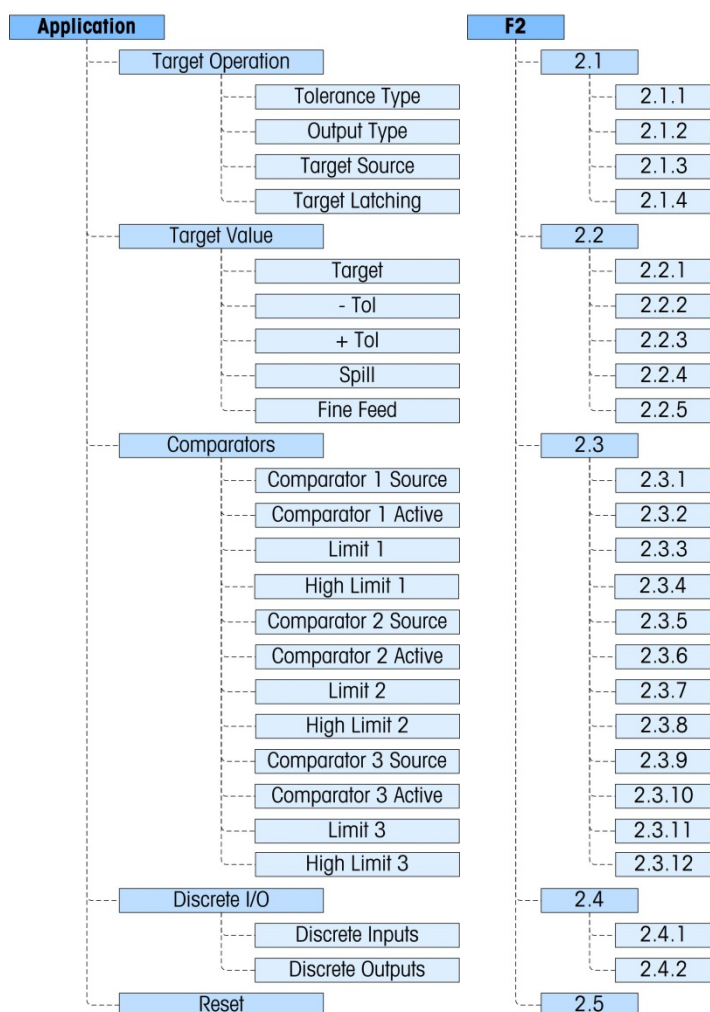 Application F2
Target Operation 2.1
Tolerance Type 2.1.1
Output Type 2.1.2
Target Source 2.1.3
Target Latching 2.1.4
Target Value 2.2
Target 2.2.1
- Tol 2.2.2
+ Tol 2.2.3
Spill 2.2.4
Fine Feed 2.2.5
Comparators 2.3
Comparator 1 Source 2.3.1
Comparator 1 Active 2.3.2
Limit 1 2.3.3
High Limit 1 2.3.4
Comparator 2 Source 2.3.5
Comparator 2 Active 2.3.6
Limit 2 2.3.7
High Limit 2 2.3.8
Comparator 3 Source 2.3.9
Comparator 3 Active 2.3.10
Limit 3 2.3.11
High Limit 3 2.3.12
Discrete I/O 2.4
Discrete Inputs 2.4.1
Discrete Outputs 2.4.2
Reset 2.5